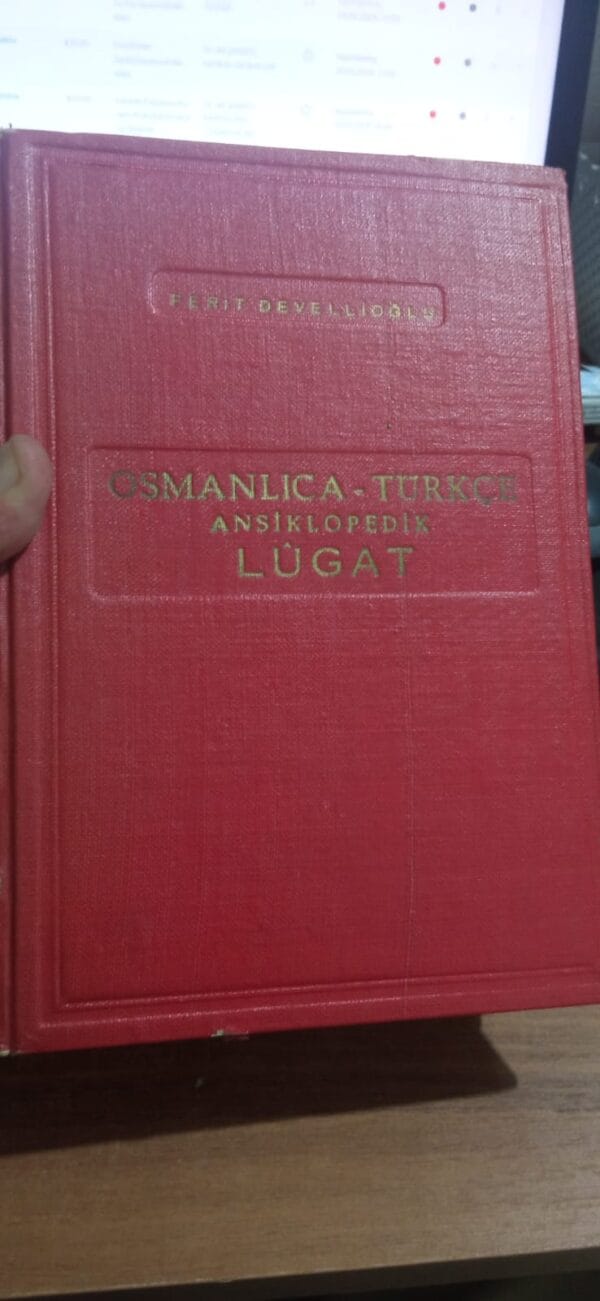 FERİT DEVELLİOĞLU
OSMANLICA - TÜRKÇE
ANSİKLOPEDİK
LÛGAT